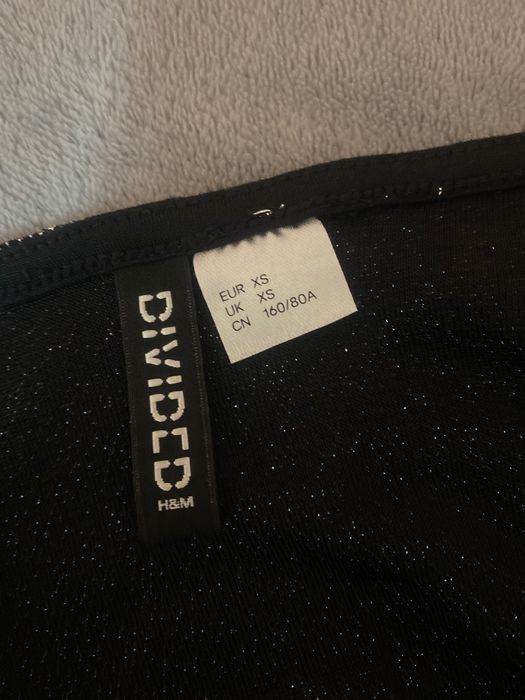 DIVIDED
H&M
EUR XS
UK XS
CN 160/80A